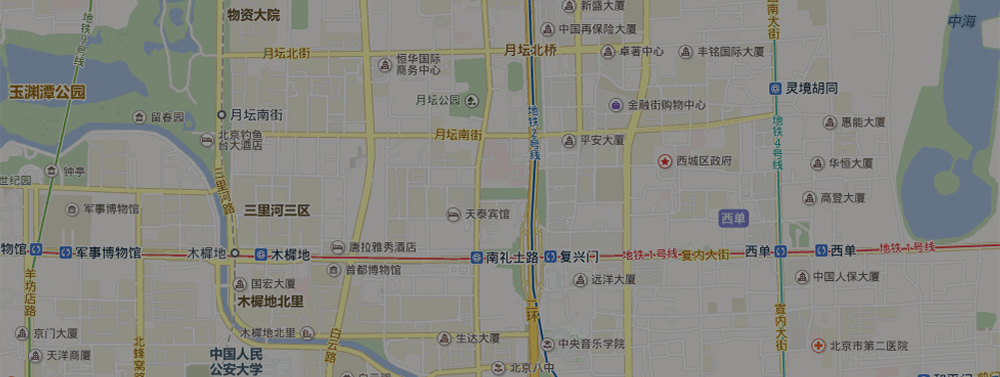 新盛大厦
物资大院
南大街
中海
中国再保险大厦
地铁9号线
月坛北街
月坛北桥
卓著中心
丰铭国际大厦
恒华国际
商务中心
玉渊潭公园
灵境胡同
月坛公园
金融街购物中心
留春园
月坛南街
地铁2号线
地铁4号线
惠能大厦
北京钓鱼
台大酒店
月坛南街
平安大厦
西城区政府
华恒大厦
钟亭
世纪园
三里河路
高登大厦
军事博物馆
三里河三区
天泰宾馆
西单
物馆
军事博物馆
木樨地
木樨地
唐拉雅秀酒店
南礼士路
复兴门
地铁1号线
复内大街
西单
西单
地铁1号线
首都博物馆
羊坊店路
国宏大厦
远洋大厦
中国人保大厦
木樨地北里
二环
宣内大街
京门大厦
木樨地北里
白云路
生达大厦
中央音乐学院
北京市第二医院
天洋商厦
北蜂窝路
中国人民
公安大学
北京八中